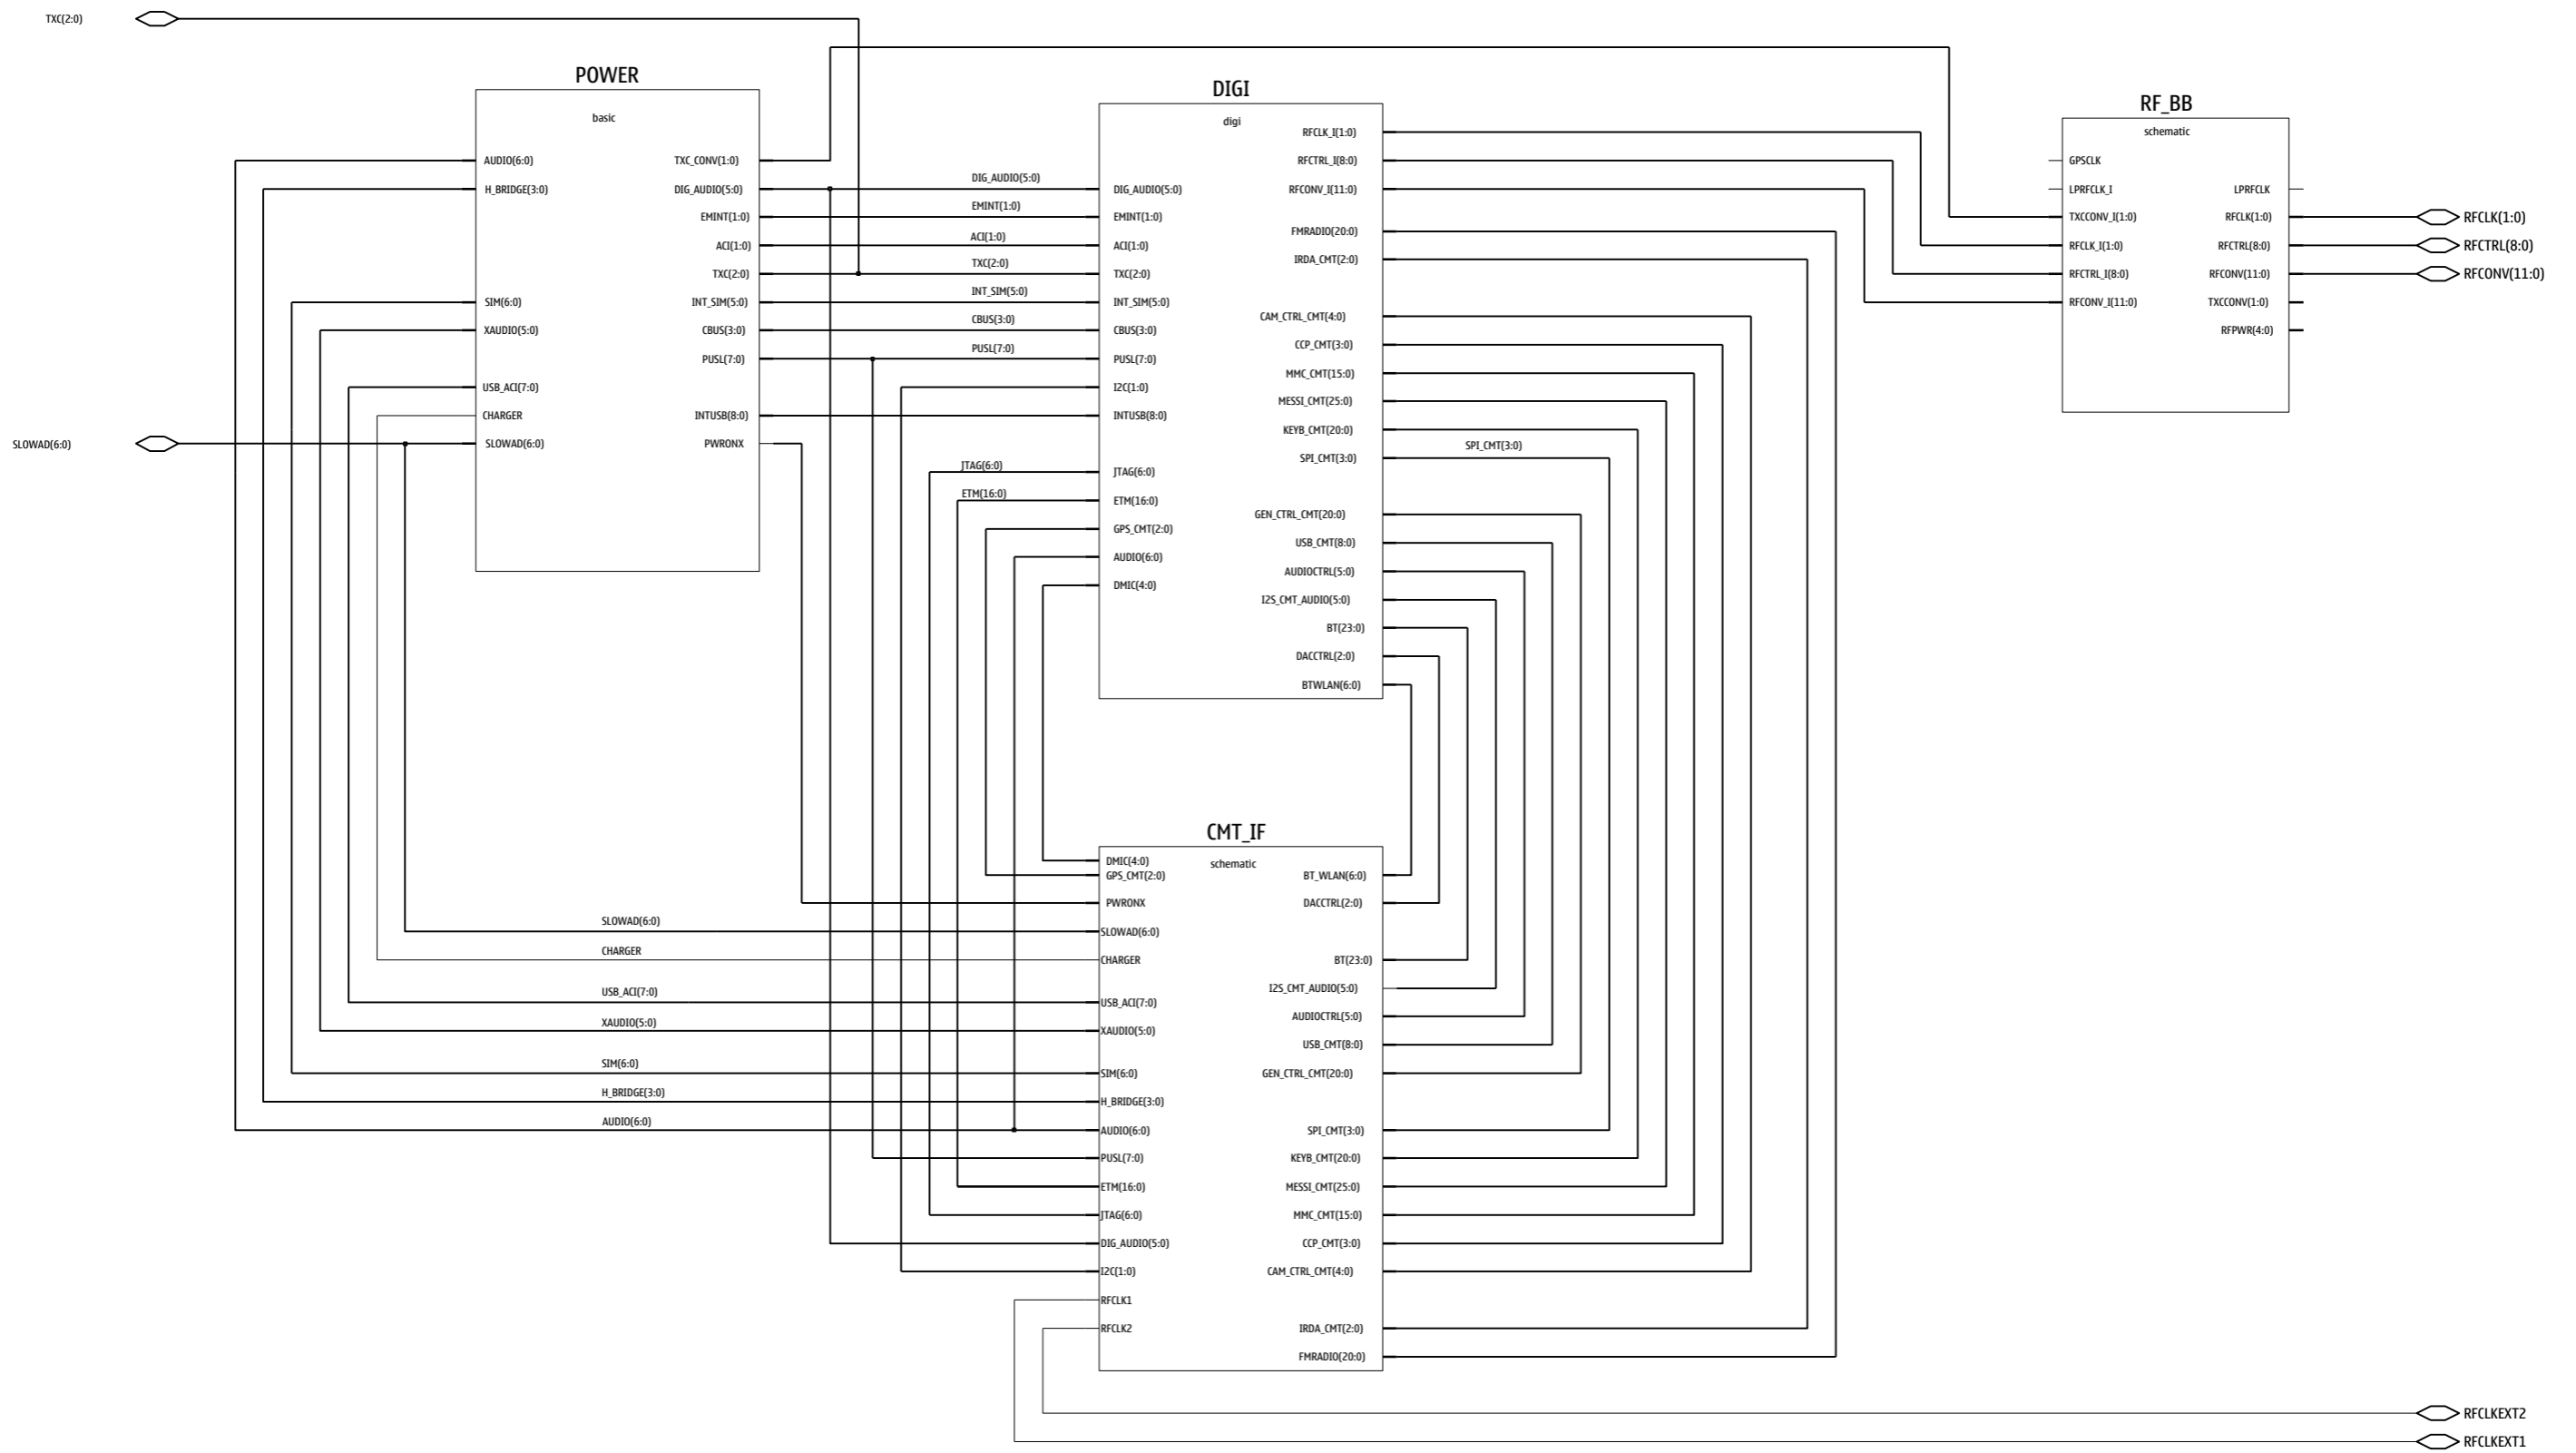 TXC(2:0)
SLOWAD(6:0)
POWER
basic
AUDIO(6:0)
H_BRIDGE(3:0)
SIM(6:0)
XAUDIO(5:0)
USB_ACI(7:0)
CHARGER
SLOWAD(6:0)
TXC_CONV(1:0)
DIG_AUDIO(5:0)
EMINT(1:0)
ACI(1:0)
TXC(2:0)
INT_SIM(5:0)
CBUS(3:0)
PUSL(7:0)
INTUSB(8:0)
PWRONX
DIG_AUDIO(5:0)
EMINT(1:0)
ACI(1:0)
TXC(2:0)
INT_SIM(5:0)
CBUS(3:0)
PUSL(7:0)
JTAG(6:0)
ETM(16:0)
DIGI
digi
DIG_AUDIO(5:0)
EMINT(1:0)
ACI(1:0)
TXC(2:0)
INT_SIM(5:0)
CBUS(3:0)
PUSL(7:0)
I2C(1:0)
INTUSB(8:0)
JTAG(6:0)
ETM(16:0)
GPS_CMT(2:0)
AUDIO(6:0)
DMIC(4:0)
RFCLK_I(1:0)
RFCTRL_I(8:0)
RFCONV_I(11:0)
FMRADIO(20:0)
IRDA_CMT(2:0)
CAM_CTRL_CMT(4:0)
CCP_CMT(3:0)
MMC_CMT(15:0)
MESSI_CMT(25:0)
KEYB_CMT(20:0)
SPI_CMT(3:0)
GEN_CTRL_CMT(20:0)
USB_CMT(8:0)
AUDIOCTRL(5:0)
I2S_CMT_AUDIO(5:0)
BT(23:0)
DACCTRL(2:0)
BTWLAN(6:0)
SPI_CMT(3:0)
RF_BB
schematic
GPSCLK
LPRFCLK_I
TXCCONV_I(1:0)
RFCLK_I(1:0)
RFCTRL_I(8:0)
RFCONV_I(11:0)
LPRFCLK
RFCLK(1:0)
RFCTRL(8:0)
RFCONV(11:0)
TXCCONV(1:0)
RFPWR(4:0)
RFCLK(1:0)
RFCTRL(8:0)
RFCONV(11:0)
SLOWAD(6:0)
CHARGER
USB_ACI(7:0)
XAUDIO(5:0)
SIM(6:0)
H_BRIDGE(3:0)
AUDIO(6:0)
CMT_IF
schematic
DMIC(4:0)
GPS_CMT(2:0)
PWRONX
SLOWAD(6:0)
CHARGER
USB_ACI(7:0)
XAUDIO(5:0)
SIM(6:0)
H_BRIDGE(3:0)
AUDIO(6:0)
PUSL(7:0)
ETM(16:0)
JTAG(6:0)
DIG_AUDIO(5:0)
I2C(1:0)
RFCLK1
RFCLK2
BT_WLAN(6:0)
DACCTRL(2:0)
BT(23:0)
I2S_CMT_AUDIO(5:0)
AUDIOCTRL(5:0)
USB_CMT(8:0)
GEN_CTRL_CMT(20:0)
SPI_CMT(3:0)
KEYB_CMT(20:0)
MESSI_CMT(25:0)
MMC_CMT(15:0)
CCP_CMT(3:0)
CAM_CTRL_CMT(4:0)
IRDA_CMT(2:0)
FMRADIO(20:0)
RFCLKEXT2
RFCLKEXT1